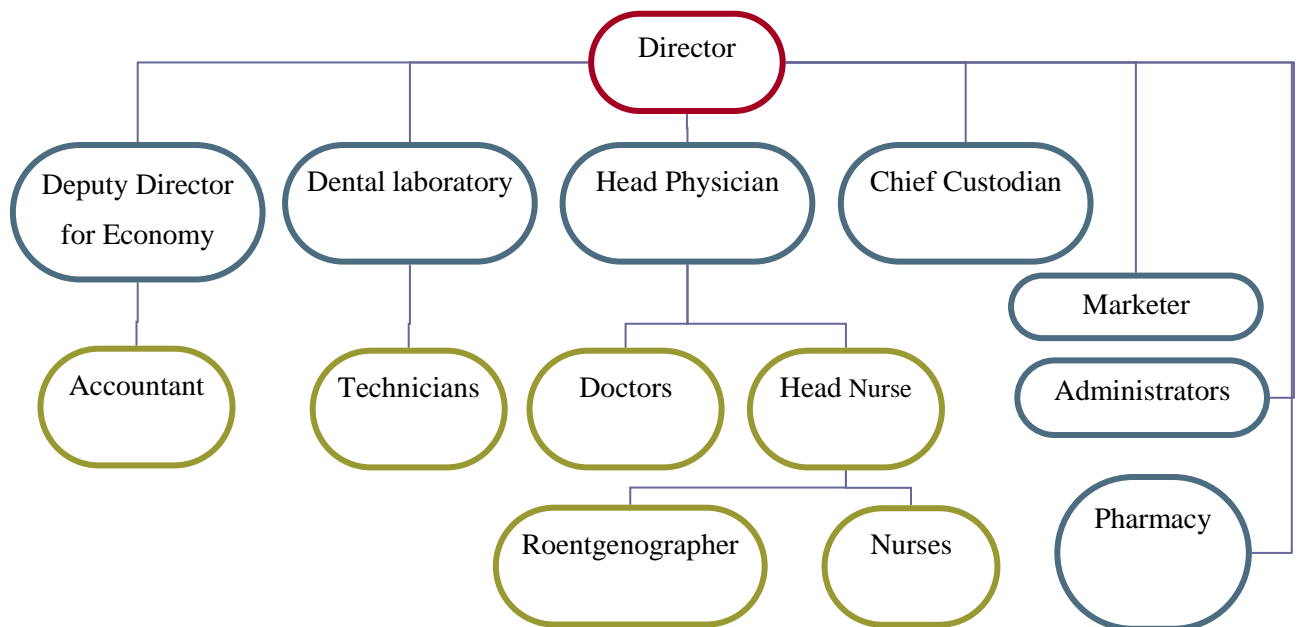 Director
Deputy Director
for Economy
Dental laboratory
Head Physician
Chief Custodian
Marketer
Accountant
Technicians
Doctors
Head Nurse
Administrators
Roentgenographer
Nurses
Pharmacy